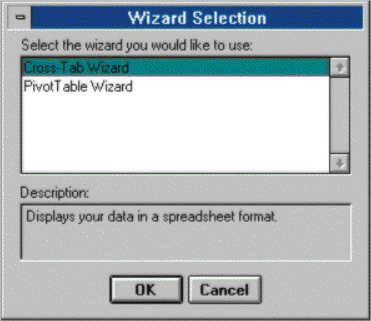 Wizard Selection
Select the wizard you would like to use:
Cross-Tab Wizard
PivotTable Wizard
Description:
Displays your data in a spreadsheet format.
OK
Cancel